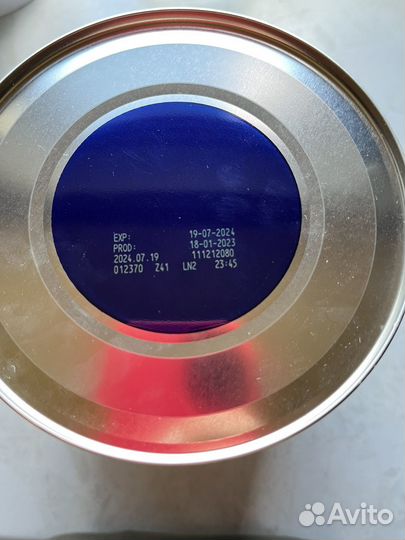 EXP: 19-07-2024
PROD: 18-01-2023
2024.07.19 111212080
012370 Z41 LN2 23:45
Avito